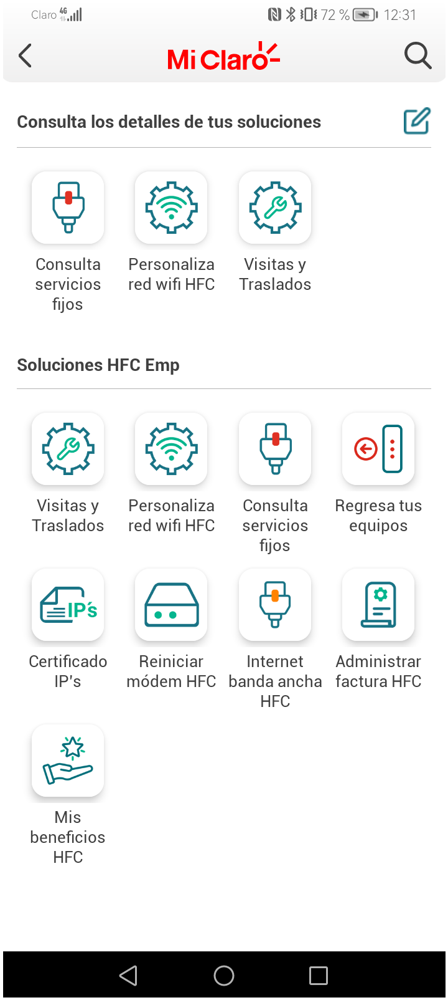 Claro 4G 72 % 12:31
Mi Claro
Consulta los detalles de tus soluciones
Consulta
servicios
fijos
Personaliza
red wifi HFC
Visitas y
Traslados
Soluciones HFC Emp
Visitas y
Traslados
Personaliza
red wifi HFC
Consulta
servicios
fijos
Regresa tus
equipos
IP's
Certificado
IP's
Reiniciar
módem HFC
Internet
banda ancha
HFC
Administrar
factura HFC
Mis
beneficios
HFC